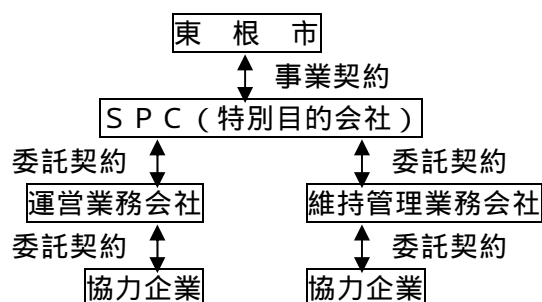 東 根 市
事業契約
ＳＰＣ（特別目的会社）
委託契約 委託契約
運営業務会社 維持管理業務会社
委託契約 委託契約
協力企業 協力企業